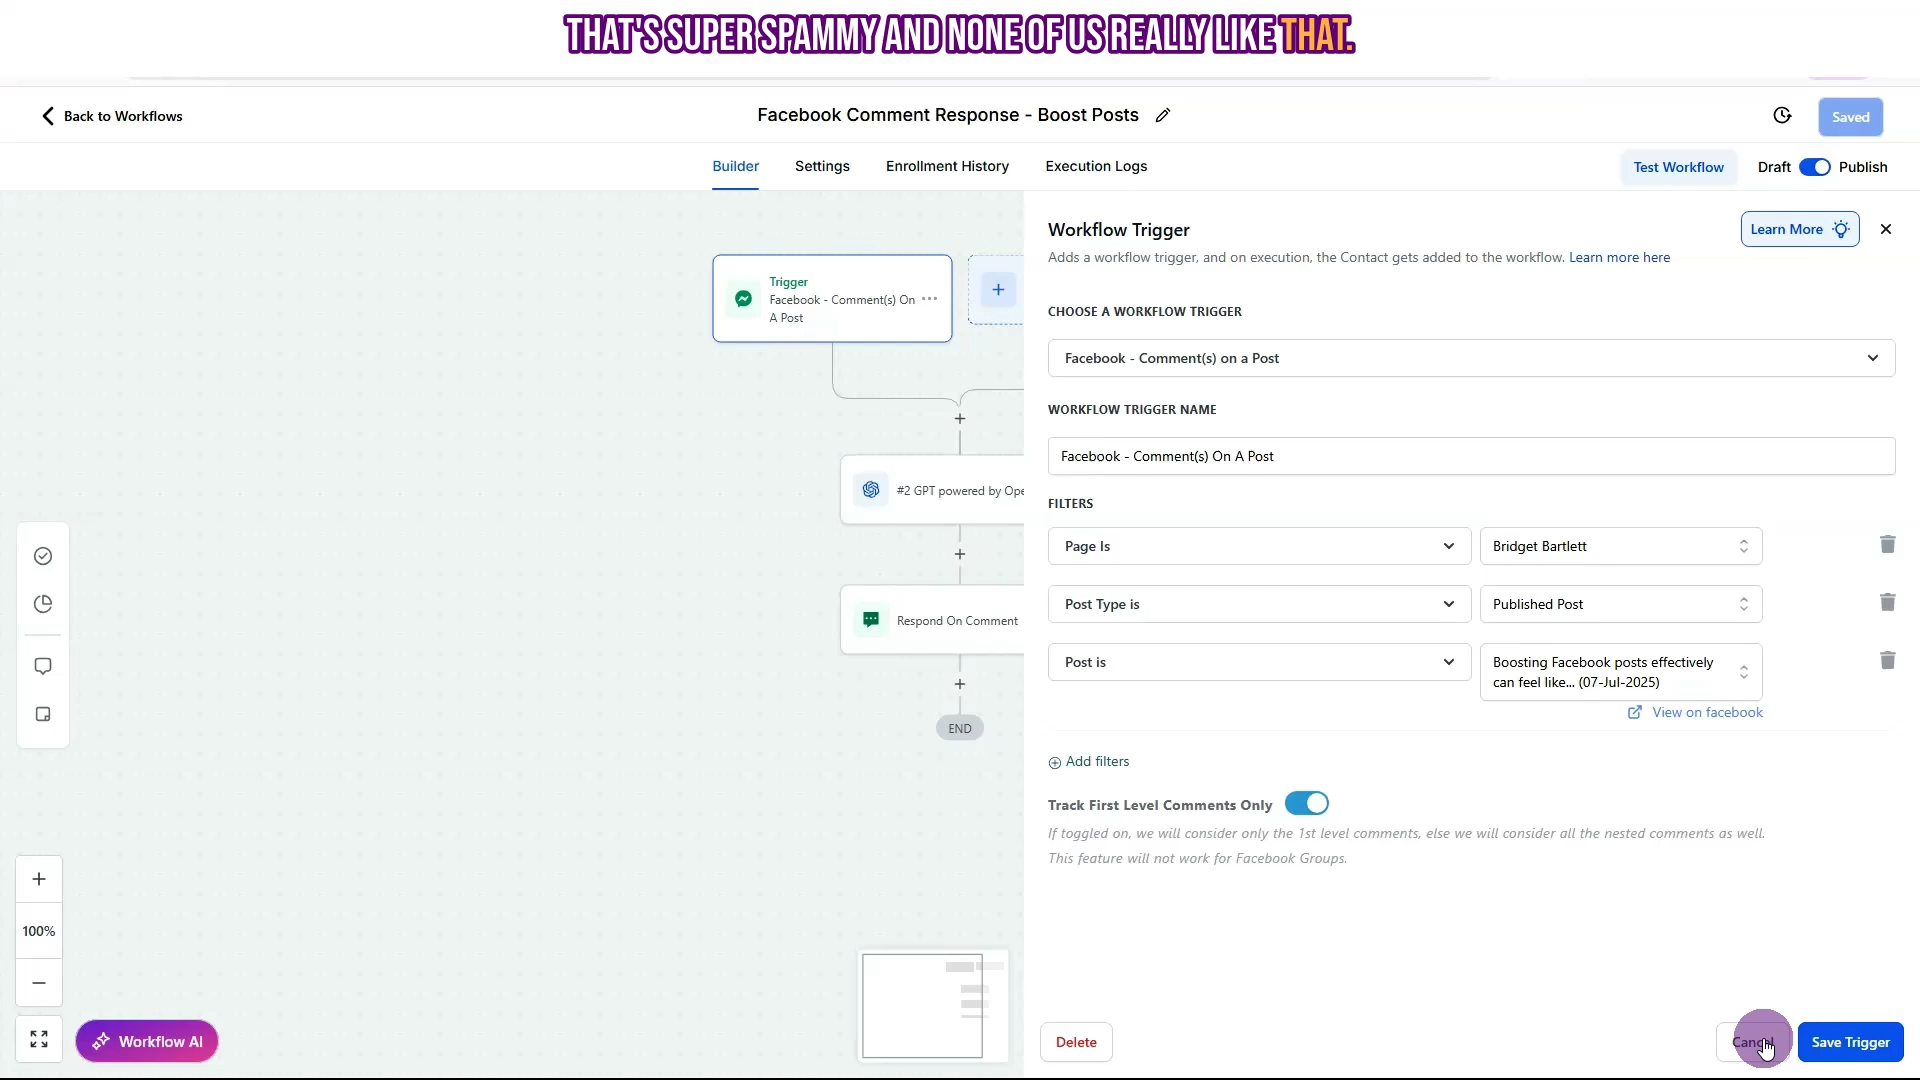 THAT'S SUPER SPAMMY AND NONE OF US REALLY LIKE THAT.
Back to Workflows
Facebook Comment Response - Boost Posts
Saved
Builder
Settings
Enrollment History
Execution Logs
Test Workflow
Draft
Publish
Trigger
Facebook - Comment(s) On
A Post
#2 GPT powered by Ope
Respond On Comment
END
100%
Workflow AI
Workflow Trigger
Learn More
Adds a workflow trigger, and on execution, the Contact gets added to the workflow. Learn more here
CHOOSE A WORKFLOW TRIGGER
Facebook - Comment(s) on a Post
WORKFLOW TRIGGER NAME
Facebook - Comment(s) On A Post
FILTERS
Page Is
Bridget Bartlett
Post Type is
Published Post
Post is
Boosting Facebook posts effectively
can feel like... (07-Jul-2025)
View on facebook
Add filters
Track First Level Comments Only
If toggled on, we will consider only the 1st level comments, else we will consider all the nested comments as well.
This feature will not work for Facebook Groups.
Delete
Cancel
Save Trigger